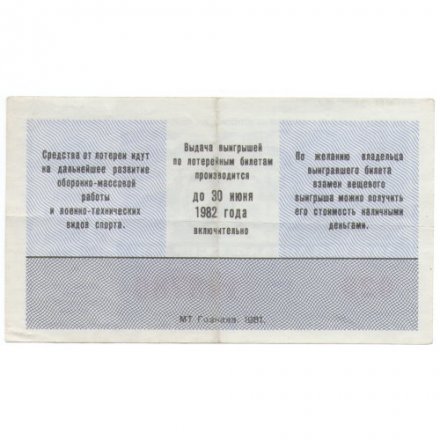 Средства от лотереи идут
на дальнейшее развитие
оборонно-массовой
работы
и военно-технических
видов спорта.
Выдача выигрышей
по лотерейным билетам
производится
до 30 июня
1982 года
включительно
По желанию владельца
выигравшего билета
взамен вещевого
выигрыша можно получить
его стоимость наличными
деньгами.
МТ Гознака. 1981.